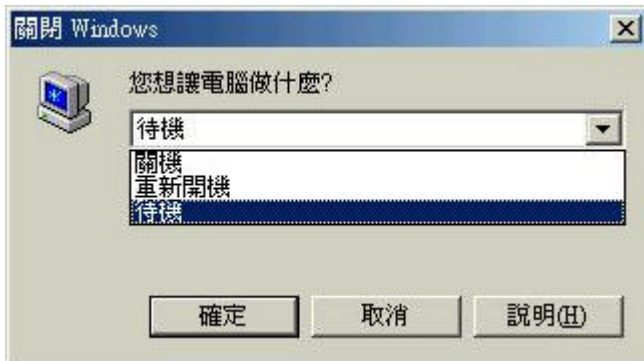 關閉 Windows
您想讓電腦做什麼?
待機
關機
重新開機
待機
確定 取消 說明(H)